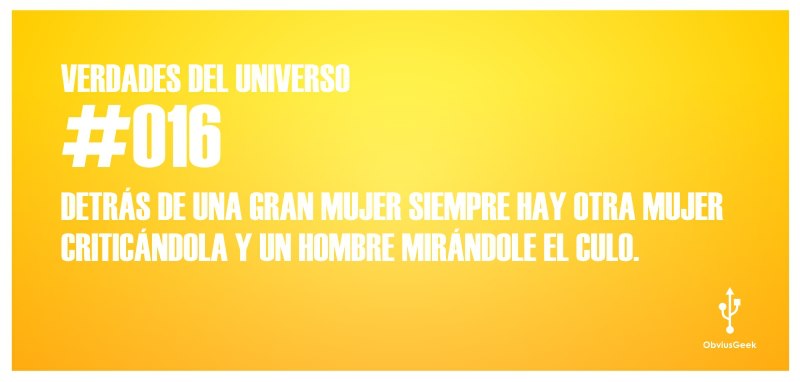 VERDADES DEL UNIVERSO
#016
DETRÁS DE UNA GRAN MUJER SIEMPRE HAY OTRA MUJER
CRITICÁNDOLA Y UN HOMBRE MIRÁNDOLE EL CULO.
ObviusGeek